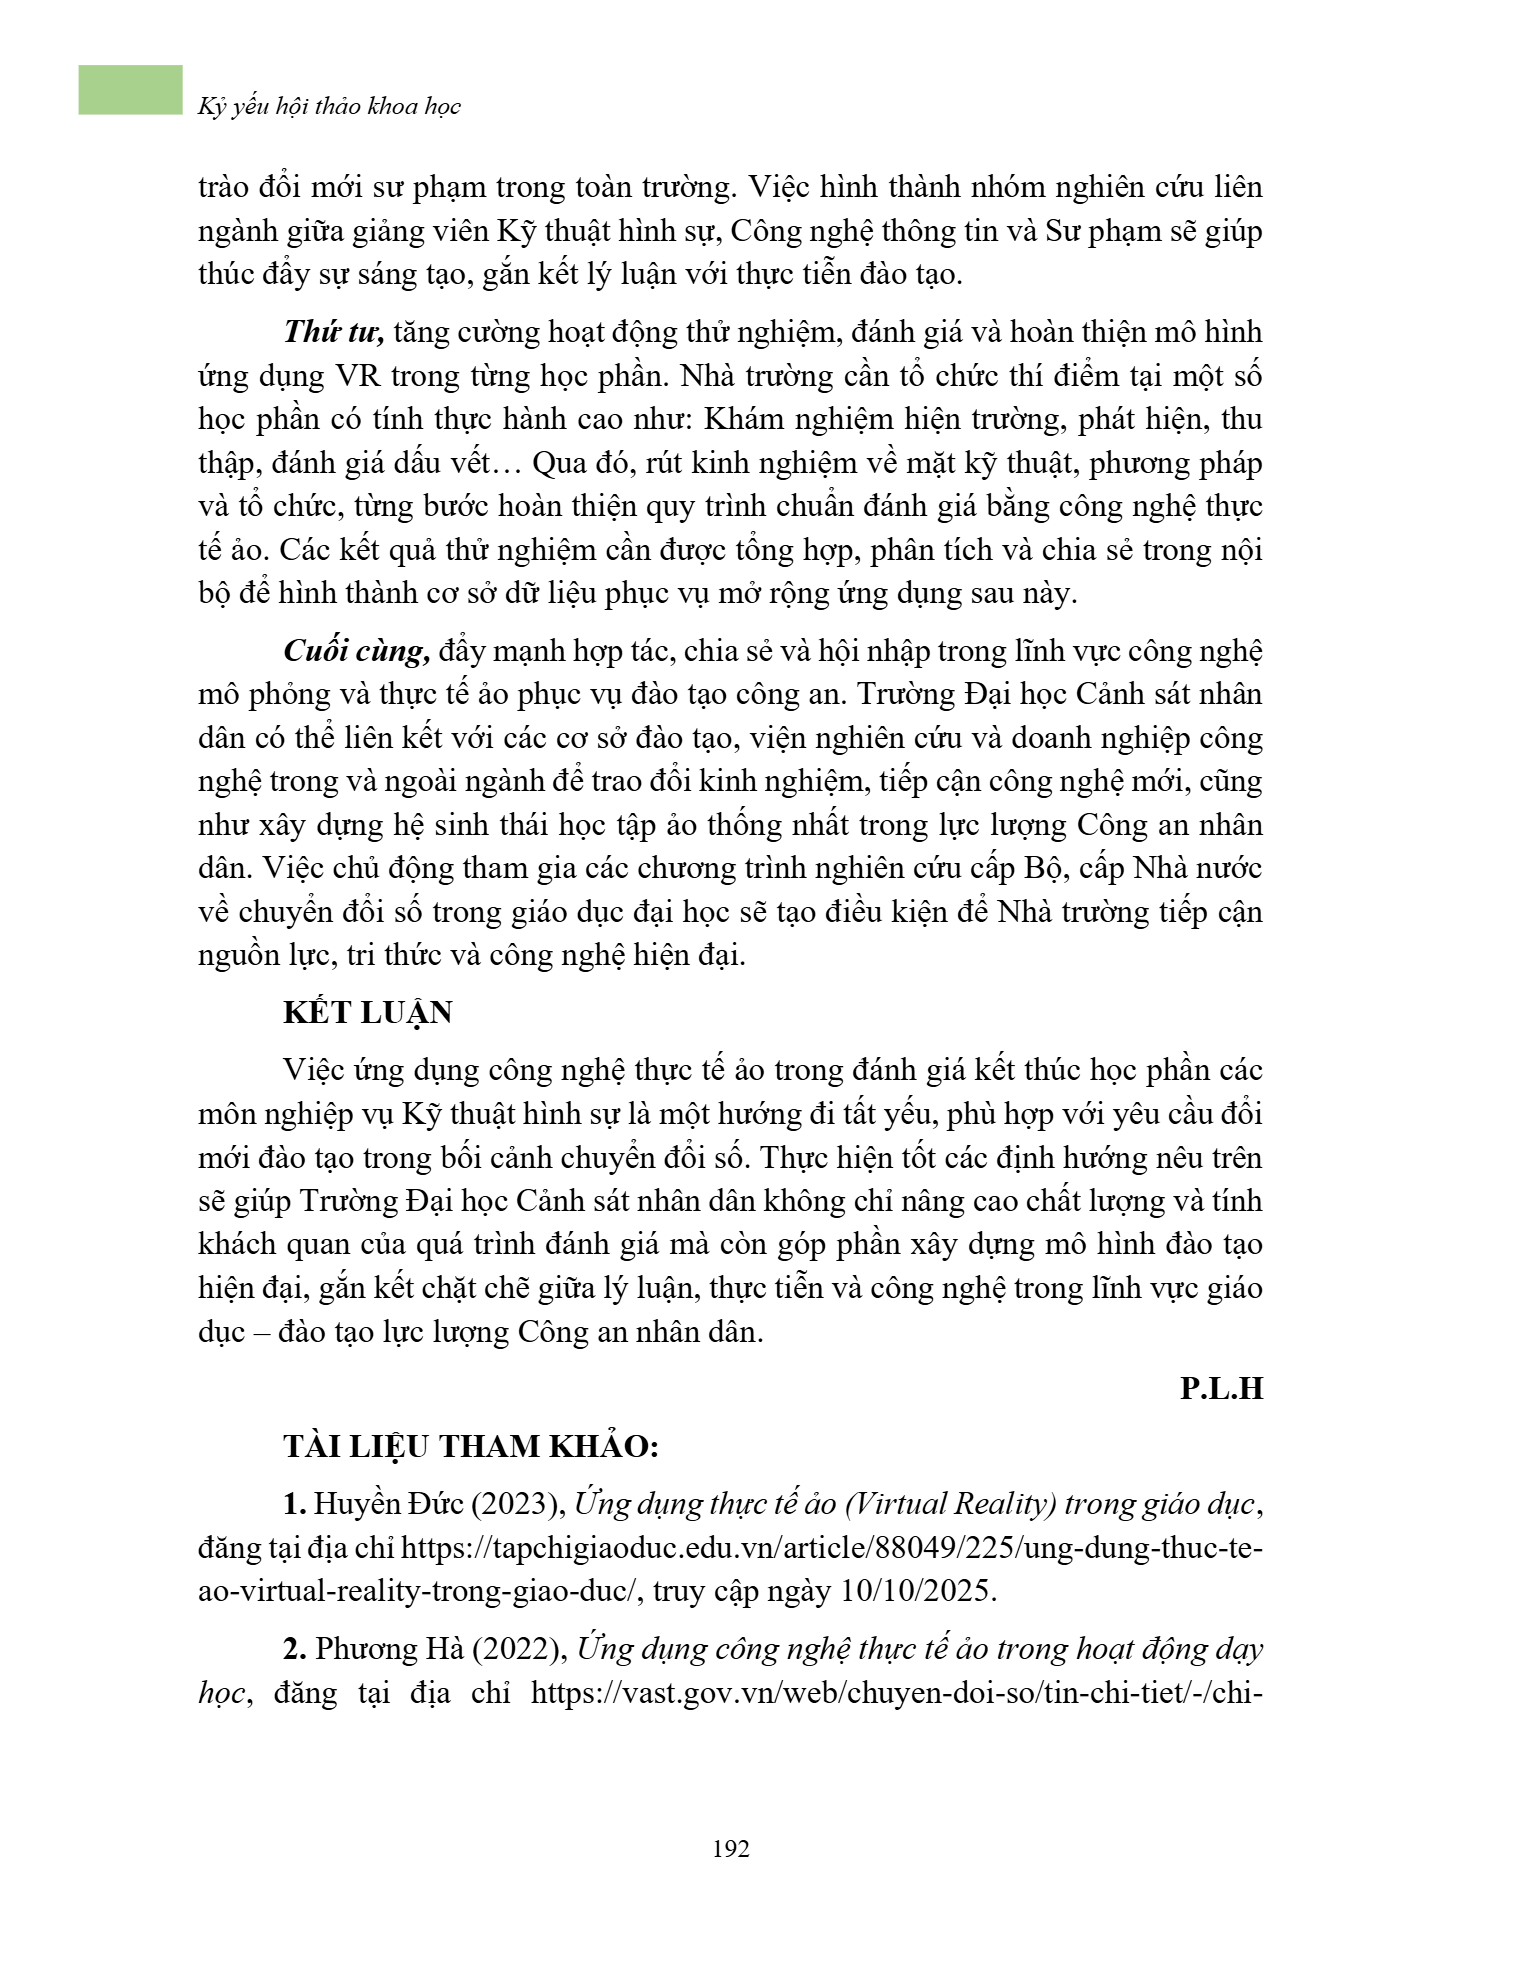 Kỷ yếu hội thảo khoa học
trào đổi mới sư phạm trong toàn trường. Việc hình thành nhóm nghiên cứu liên
ngành giữa giảng viên Kỹ thuật hình sự, Công nghệ thông tin và Sư phạm sẽ giúp
thúc đẩy sự sáng tạo, gắn kết lý luận với thực tiễn đào tạo.
Thứ tư, tăng cường hoạt động thử nghiệm, đánh giá và hoàn thiện mô hình
ứng dụng VR trong từng học phần. Nhà trường cần tổ chức thí điểm tại một số
học phần có tính thực hành cao như: Khám nghiệm hiện trường, phát hiện, thu
thập, đánh giá dấu vết… Qua đó, rút kinh nghiệm về mặt kỹ thuật, phương pháp
và tổ chức, từng bước hoàn thiện quy trình chuẩn đánh giá bằng công nghệ thực
tế ảo. Các kết quả thử nghiệm cần được tổng hợp, phân tích và chia sẻ trong nội
bộ để hình thành cơ sở dữ liệu phục vụ mở rộng ứng dụng sau này.
Cuối cùng, đẩy mạnh hợp tác, chia sẻ và hội nhập trong lĩnh vực công nghệ
mô phỏng và thực tế ảo phục vụ đào tạo công an. Trường Đại học Cảnh sát nhân
dân có thể liên kết với các cơ sở đào tạo, viện nghiên cứu và doanh nghiệp công
nghệ trong và ngoài ngành để trao đổi kinh nghiệm, tiếp cận công nghệ mới, cũng
như xây dựng hệ sinh thái học tập ảo thống nhất trong lực lượng Công an nhân
dân. Việc chủ động tham gia các chương trình nghiên cứu cấp Bộ, cấp Nhà nước
về chuyển đổi số trong giáo dục đại học sẽ tạo điều kiện để Nhà trường tiếp cận
nguồn lực, tri thức và công nghệ hiện đại.
KẾT LUẬN
Việc ứng dụng công nghệ thực tế ảo trong đánh giá kết thúc học phần các
môn nghiệp vụ Kỹ thuật hình sự là một hướng đi tất yếu, phù hợp với yêu cầu đổi
mới đào tạo trong bối cảnh chuyển đổi số. Thực hiện tốt các định hướng nêu trên
sẽ giúp Trường Đại học Cảnh sát nhân dân không chỉ nâng cao chất lượng và tính
khách quan của quá trình đánh giá mà còn góp phần xây dựng mô hình đào tạo
hiện đại, gắn kết chặt chẽ giữa lý luận, thực tiễn và công nghệ trong lĩnh vực giáo
dục – đào tạo lực lượng Công an nhân dân.
P.L.H
TÀI LIỆU THAM KHẢO:
1. Huyền Đức (2023), Ứng dụng thực tế ảo (Virtual Reality) trong giáo dục,
đăng tại địa chỉ https://tapchigiaoduc.edu.vn/article/88049/225/ung-dung-thuc-te-
ao-virtual-reality-trong-giao-duc/, truy cập ngày 10/10/2025.
2. Phương Hà (2022), Ứng dụng công nghệ thực tế ảo trong hoạt động dạy
học, đăng tại địa chỉ https://vast.gov.vn/web/chuyen-doi-so/tin-chi-tiet/-/chi-
192